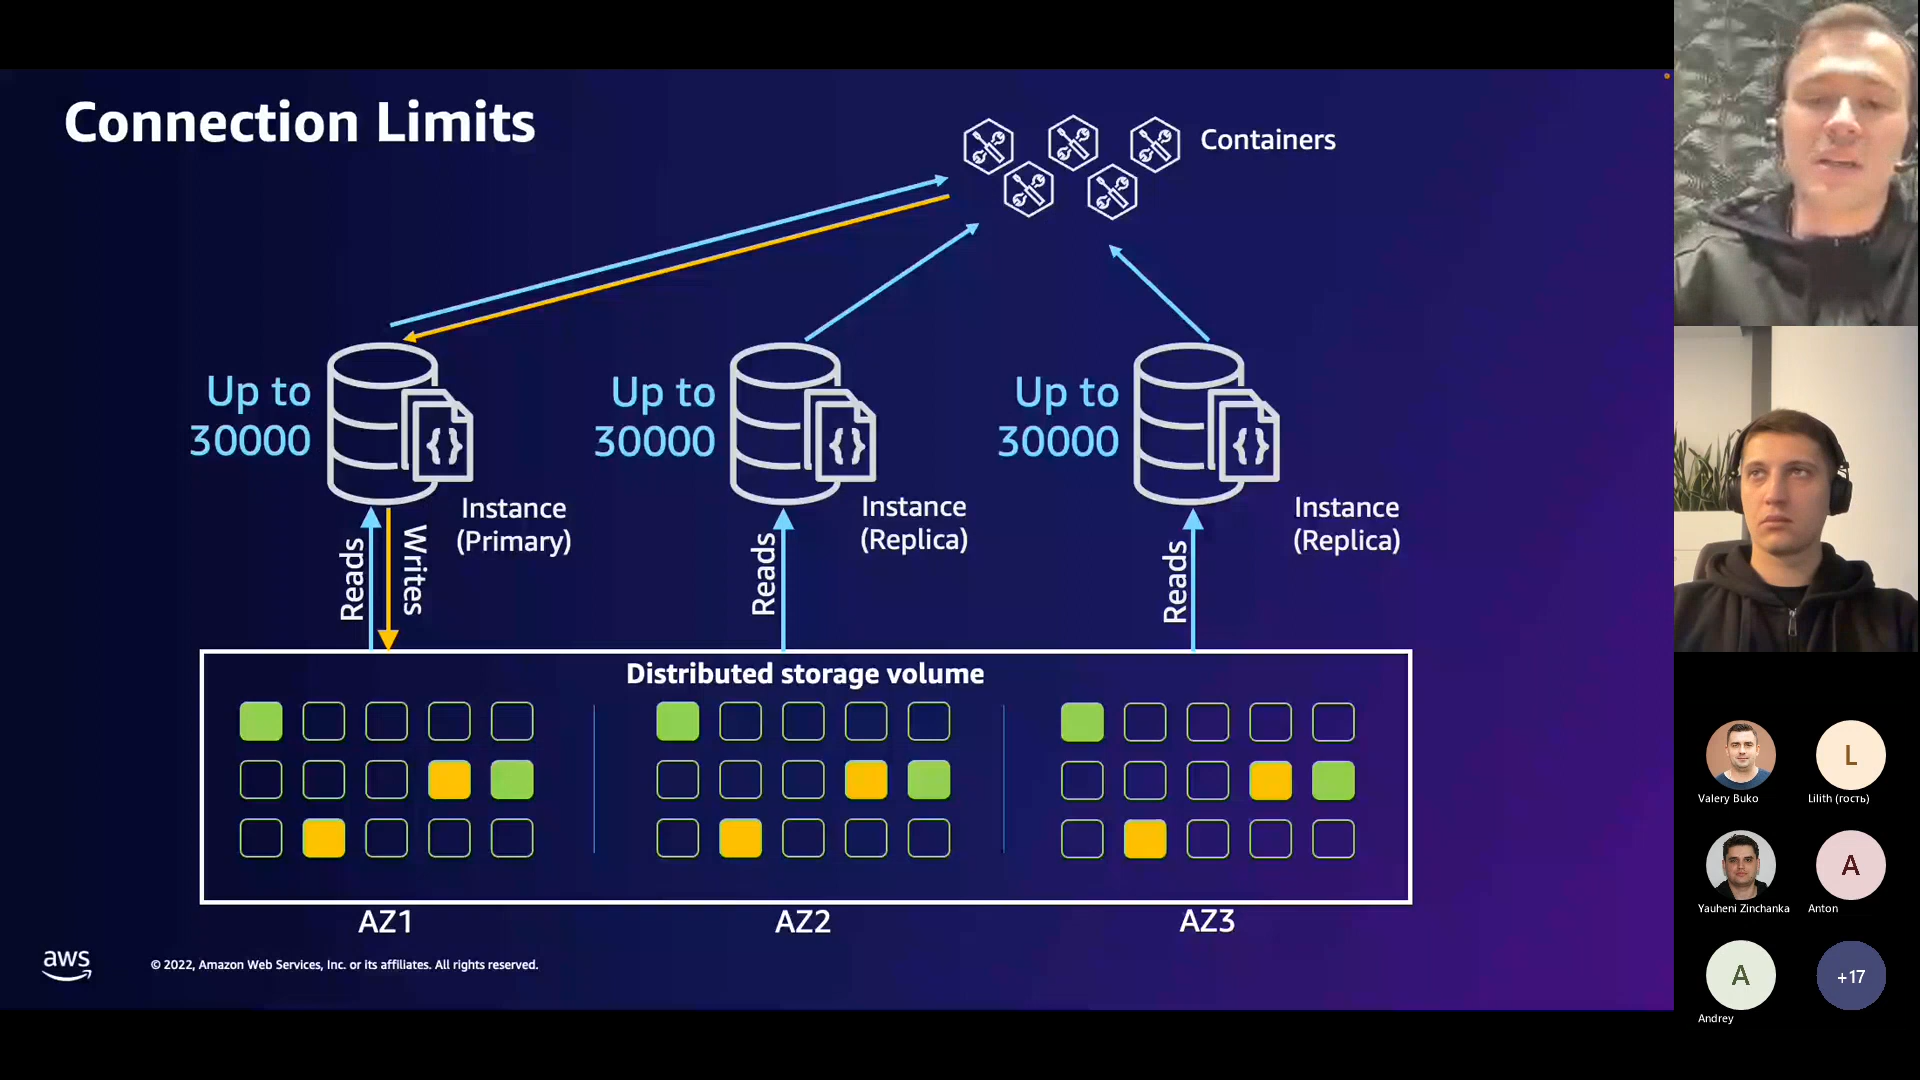 Connection Limits
Containers
Up to
30000
Up to
30000
Up to
30000
Instance
(Primary)
Instance
(Replica)
Instance
(Replica)
Reads
Writes
Reads
Reads
Distributed storage volume
AZ1
AZ2
AZ3
aws
© 2022, Amazon Web Services, Inc. or its affiliates. All rights reserved.
L
Valery Buko
Lilith (гость)
A
Yauheni Zinchanka
Anton
A
+17
Andrey